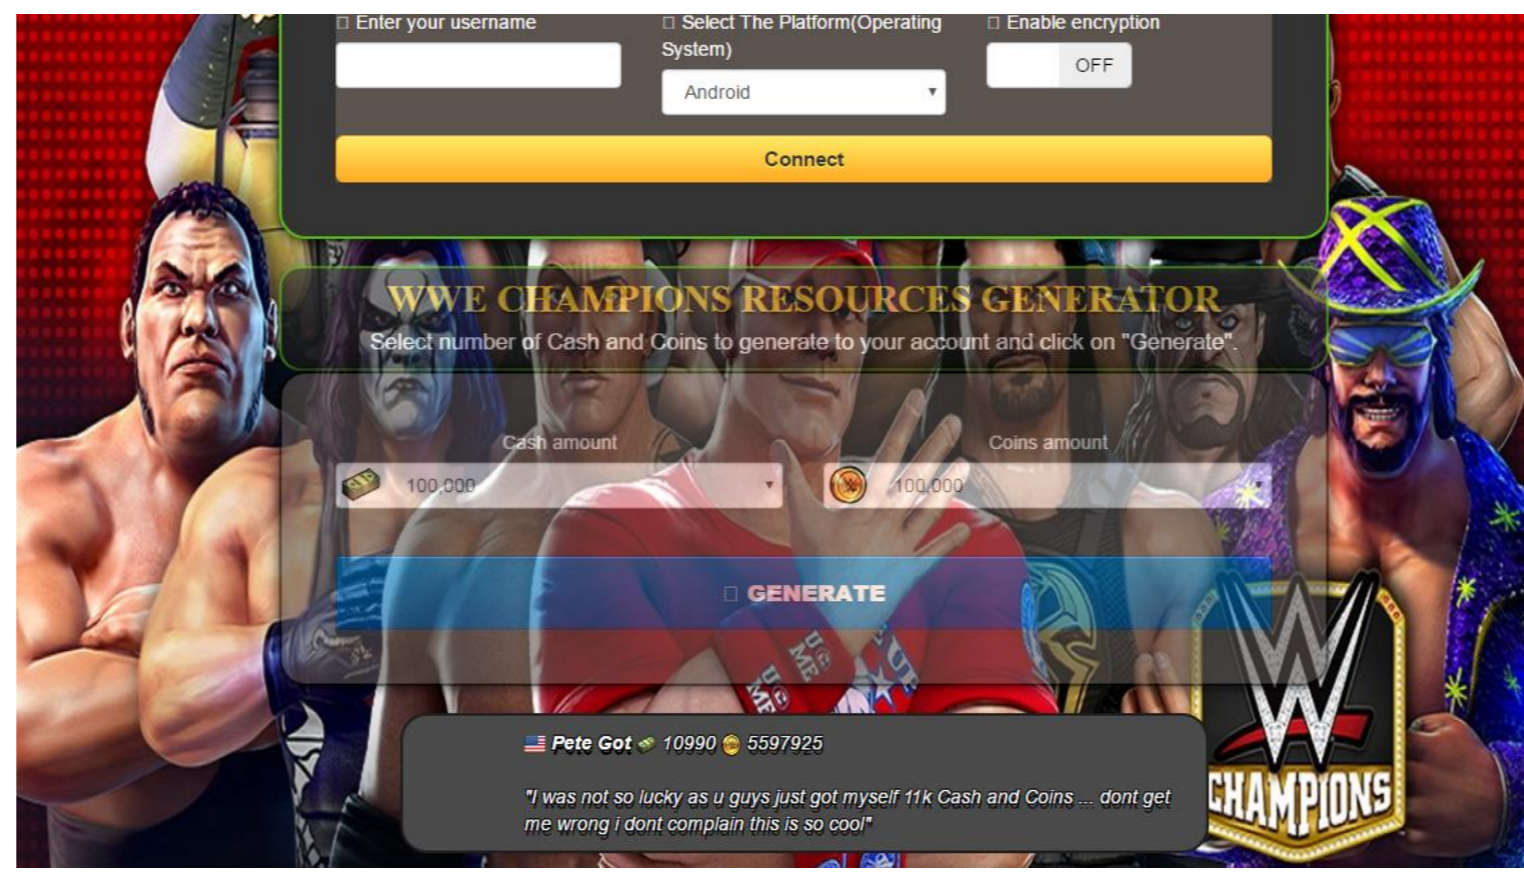 Enter your username
Select The Platform(Operating
System)
Enable encryption
OFF
Android
Connect
WWE CHAMPIONS RESOURCES GENERATOR
Select number of Cash and Coins to generate to your account and click on "Generate".
Cash amount
Coins amount
100,000
100,000
GENERATE
U C
ME
U C
ME
UP
W
CHAMPIONS
Pete Got 10990 5597925
"I was not so lucky as u guys just got myself 11k Cash and Coins ... dont get
me wrong i dont complain this is so cool"